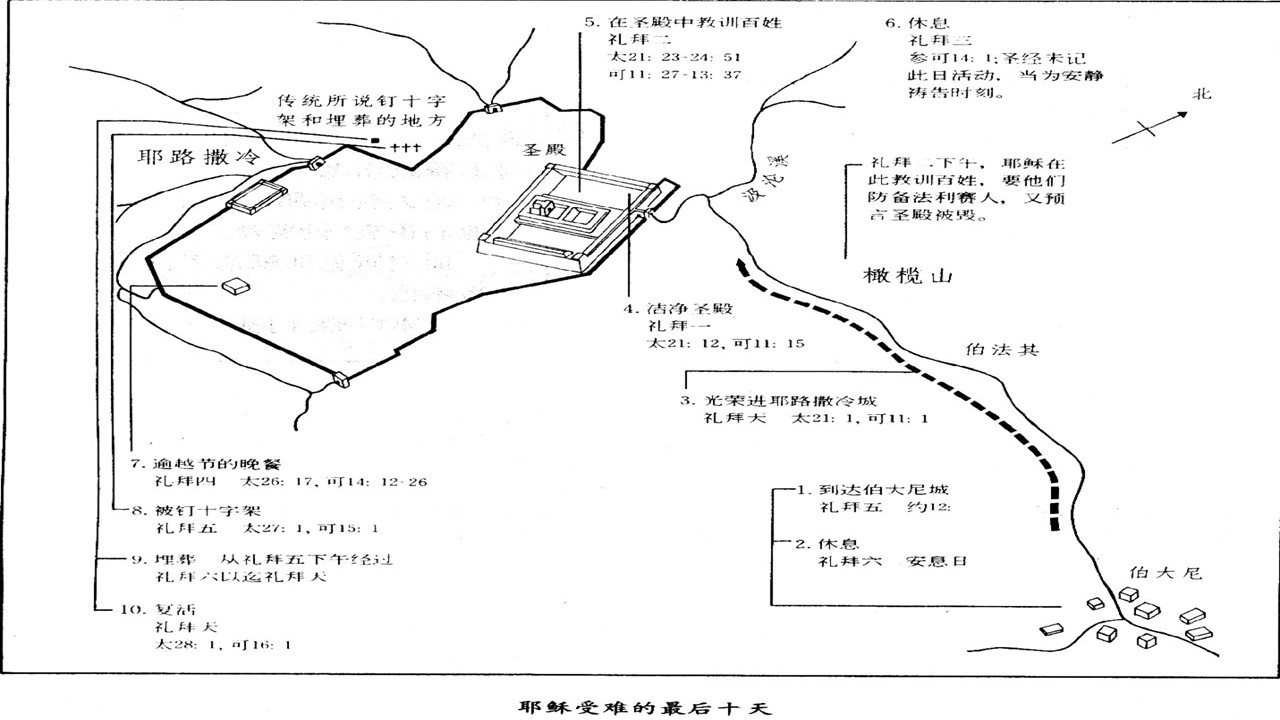 5. 在圣殿中教训百姓
礼拜二
太21: 23-24: 51
可11: 27-13: 37
6. 休息
礼拜三
参可14: 1;圣经未记
此日活动，当为安静
祷告时刻。
北
传统所说钉十字
架和埋葬的地方
耶路撒冷
圣殿
汲沦溪
礼拜二下午，耶稣在
此教训百姓，要他们
防备法利赛人，又预
言圣殿被毁。
橄榄山
4. 洁净圣殿
礼拜一
太21: 12, 可11: 15
伯法其
3. 光荣进耶路撒冷城
礼拜天 太21: 1, 可11: 1
7. 逾越节的晚餐
礼拜四 太26: 17, 可14: 12-26
8. 被钉十字架
礼拜五 太27: 1, 可15: 1
9. 埋葬 从礼拜五下午经过
礼拜六以迄礼拜天
10. 复活
礼拜天
太28: 1, 可16: 1
1. 到达伯大尼城
礼拜五 约12:
2. 休息
礼拜六 安息日
伯大尼
耶稣受难的最后十天